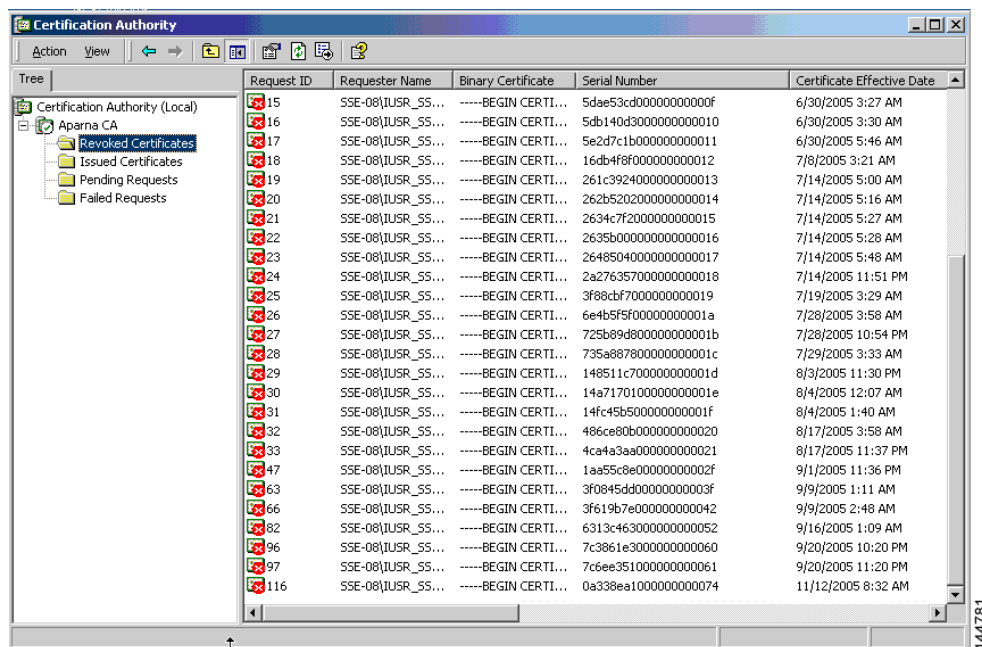 Certification Authority
Action View
Tree
Request ID Requester Name Binary Certificate Serial Number Certificate Effective Date
Certification Authority (Local)
Aparna CA
Revoked Certificates
Issued Certificates
Pending Requests
Failed Requests
15 SSE-08\IUSR_SS... -----BEGIN CERTI... 5dae53cd00000000000f 6/30/2005 3:27 AM
16 SSE-08\IUSR_SS... -----BEGIN CERTI... 5db140d3000000000010 6/30/2005 3:30 AM
17 SSE-08\IUSR_SS... -----BEGIN CERTI... 5e2d7c1b000000000011 6/30/2005 5:46 AM
18 SSE-08\IUSR_SS... -----BEGIN CERTI... 16db4f8f000000000012 7/8/2005 3:21 AM
19 SSE-08\IUSR_SS... -----BEGIN CERTI... 261c3924000000000013 7/14/2005 5:00 AM
20 SSE-08\IUSR_SS... -----BEGIN CERTI... 262b5202000000000014 7/14/2005 5:16 AM
21 SSE-08\IUSR_SS... -----BEGIN CERTI... 2634c7f2000000000015 7/14/2005 5:27 AM
22 SSE-08\IUSR_SS... -----BEGIN CERTI... 2635b000000000000016 7/14/2005 5:28 AM
23 SSE-08\IUSR_SS... -----BEGIN CERTI... 26485040000000000017 7/14/2005 5:48 AM
24 SSE-08\IUSR_SS... -----BEGIN CERTI... 2a276357000000000018 7/14/2005 11:51 PM
25 SSE-08\IUSR_SS... -----BEGIN CERTI... 3f88cbf7000000000019 7/19/2005 3:29 AM
26 SSE-08\IUSR_SS... -----BEGIN CERTI... 6e4b5f5f00000000001a 7/28/2005 3:58 AM
27 SSE-08\IUSR_SS... -----BEGIN CERTI... 725b89d800000000001b 7/28/2005 10:54 PM
28 SSE-08\IUSR_SS... -----BEGIN CERTI... 735a887800000000001c 7/29/2005 3:33 AM
29 SSE-08\IUSR_SS... -----BEGIN CERTI... 148511c700000000001d 8/3/2005 11:30 PM
30 SSE-08\IUSR_SS... -----BEGIN CERTI... 14a7170100000000001e 8/4/2005 12:07 AM
31 SSE-08\IUSR_SS... -----BEGIN CERTI... 14fc45b500000000001f 8/4/2005 1:40 AM
32 SSE-08\IUSR_SS... -----BEGIN CERTI... 486ce80b000000000020 8/17/2005 3:58 AM
33 SSE-08\IUSR_SS... -----BEGIN CERTI... 4ca4a3aa000000000021 8/17/2005 11:37 PM
47 SSE-08\IUSR_SS... -----BEGIN CERTI... 1aa55c8e00000000002f 9/1/2005 11:36 PM
63 SSE-08\IUSR_SS... -----BEGIN CERTI... 3f0845dd00000000003f 9/9/2005 1:11 AM
66 SSE-08\IUSR_SS... -----BEGIN CERTI... 3f619b7e000000000042 9/9/2005 2:48 AM
82 SSE-08\IUSR_SS... -----BEGIN CERTI... 6313c463000000000052 9/16/2005 1:09 AM
96 SSE-08\IUSR_SS... -----BEGIN CERTI... 7c3861e3000000000060 9/20/2005 10:20 PM
97 SSE-08\IUSR_SS... -----BEGIN CERTI... 7c6ee351000000000061 9/20/2005 11:20 PM
116 SSE-08\IUSR_SS... -----BEGIN CERTI... 0a338ea1000000000074 11/12/2005 8:32 AM
144781